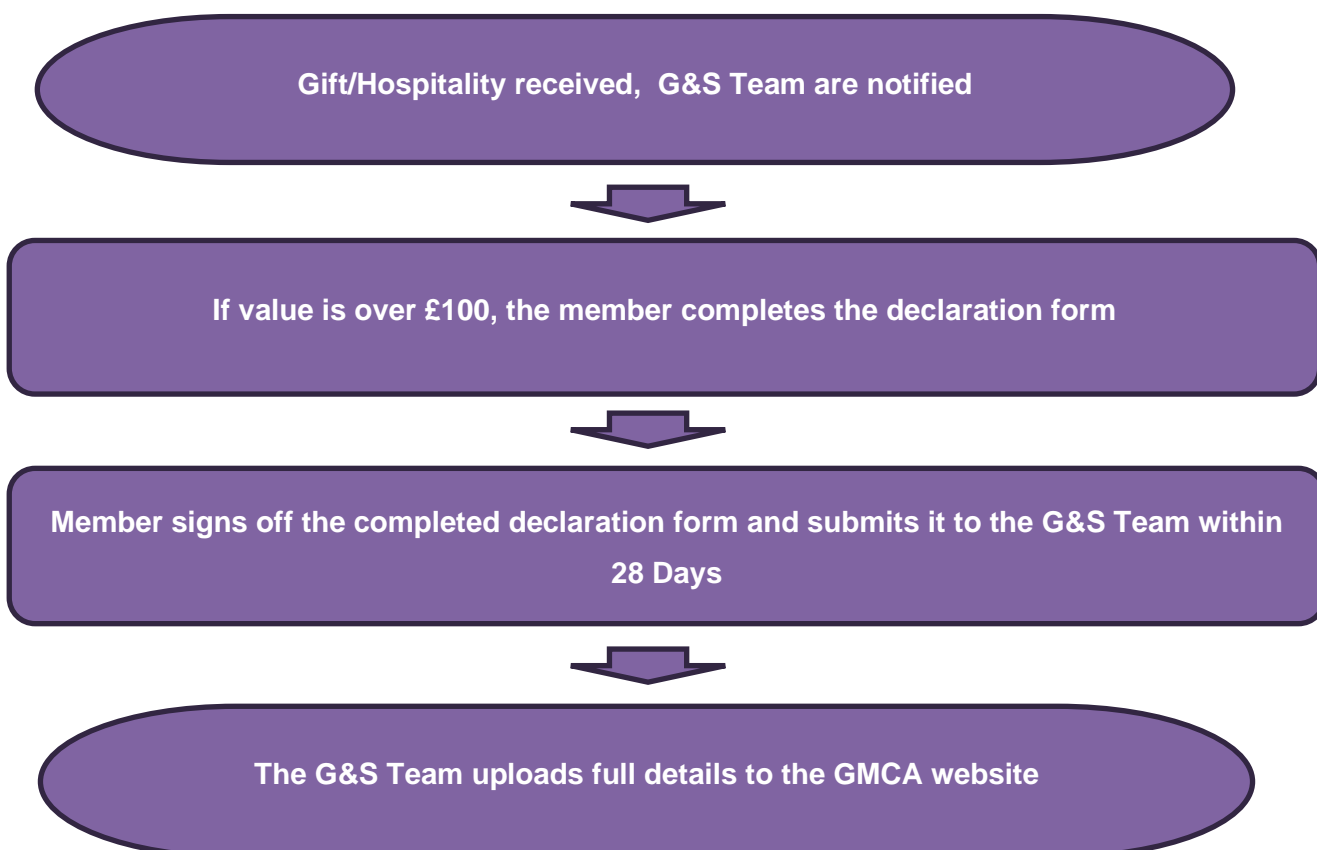 Gift/Hospitality received, G&S Team are notified
If value is over £100, the member completes the declaration form
Member signs off the completed declaration form and submits it to the G&S Team within
28 Days
The G&S Team uploads full details to the GMCA website